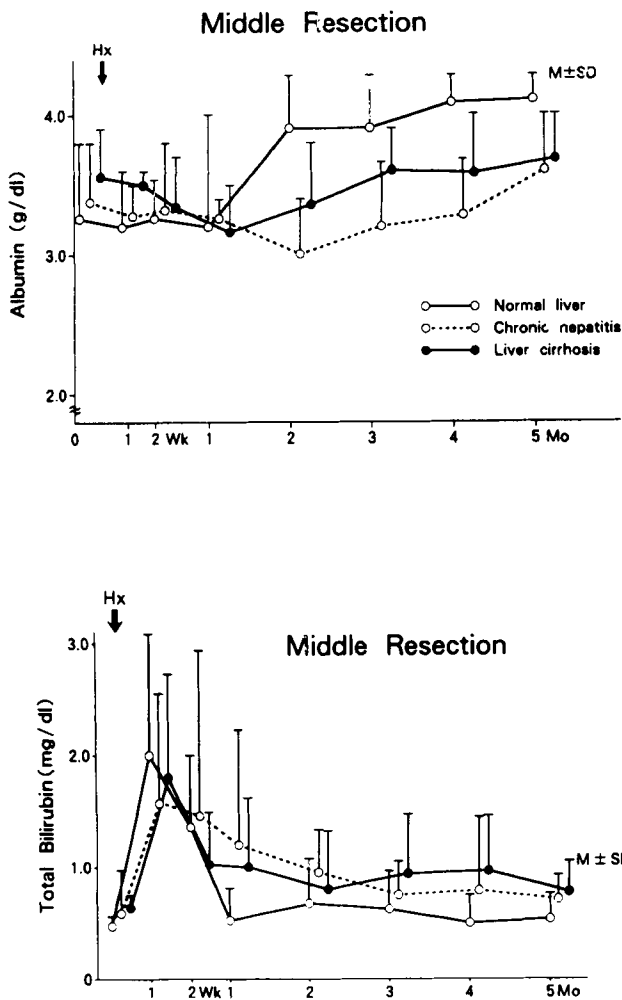 Middle Resection
Hx
M±SD
4.0
3.0
2.0
Albumin (g/dl)
Normal liver
Chronic nepatitis
Liver cirrhosis
0 1 2 Wk 1 2 3 4 5 Mo
Hx
Middle Resection
3.0
2.0
1.0
0
Total Bilirubin (mg/dl)
M ± SI
1 2 Wk 1 2 3 4 5 Mo